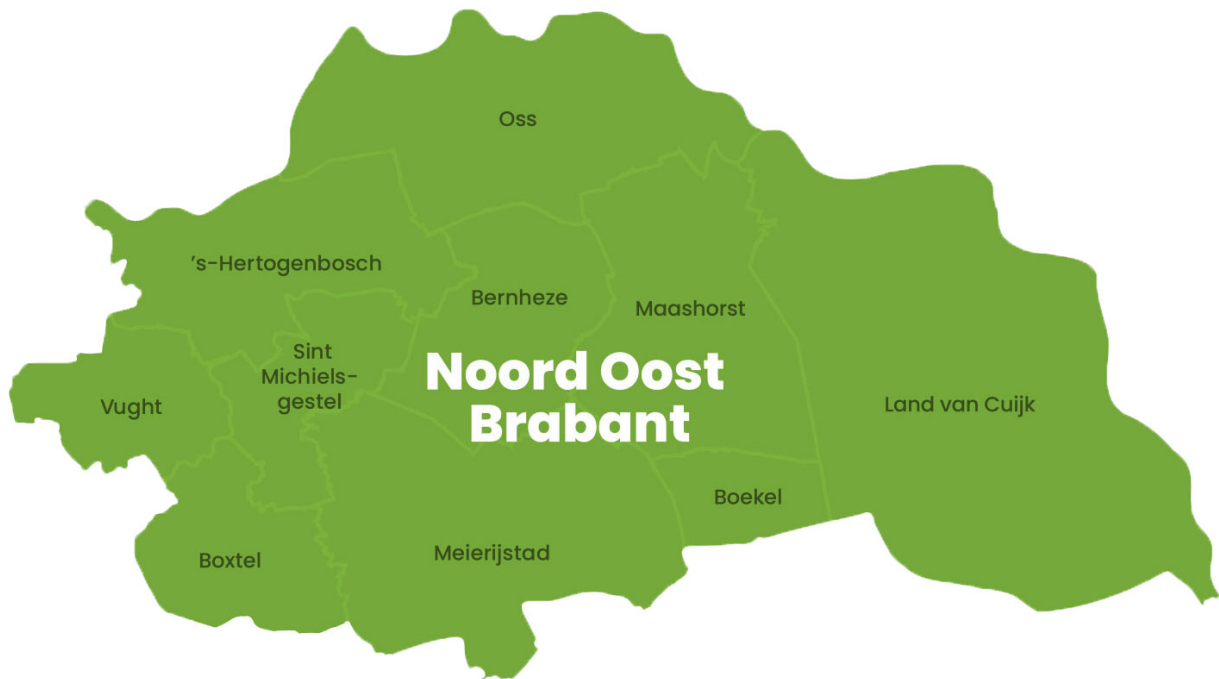 Oss
's-Hertogenbosch
Bernheze
Maashorst
Sint
Michiels-
gestel
Noord Oost
Brabant
Vught
Land van Cuijk
Boekel
Boxtel
Meierijstad